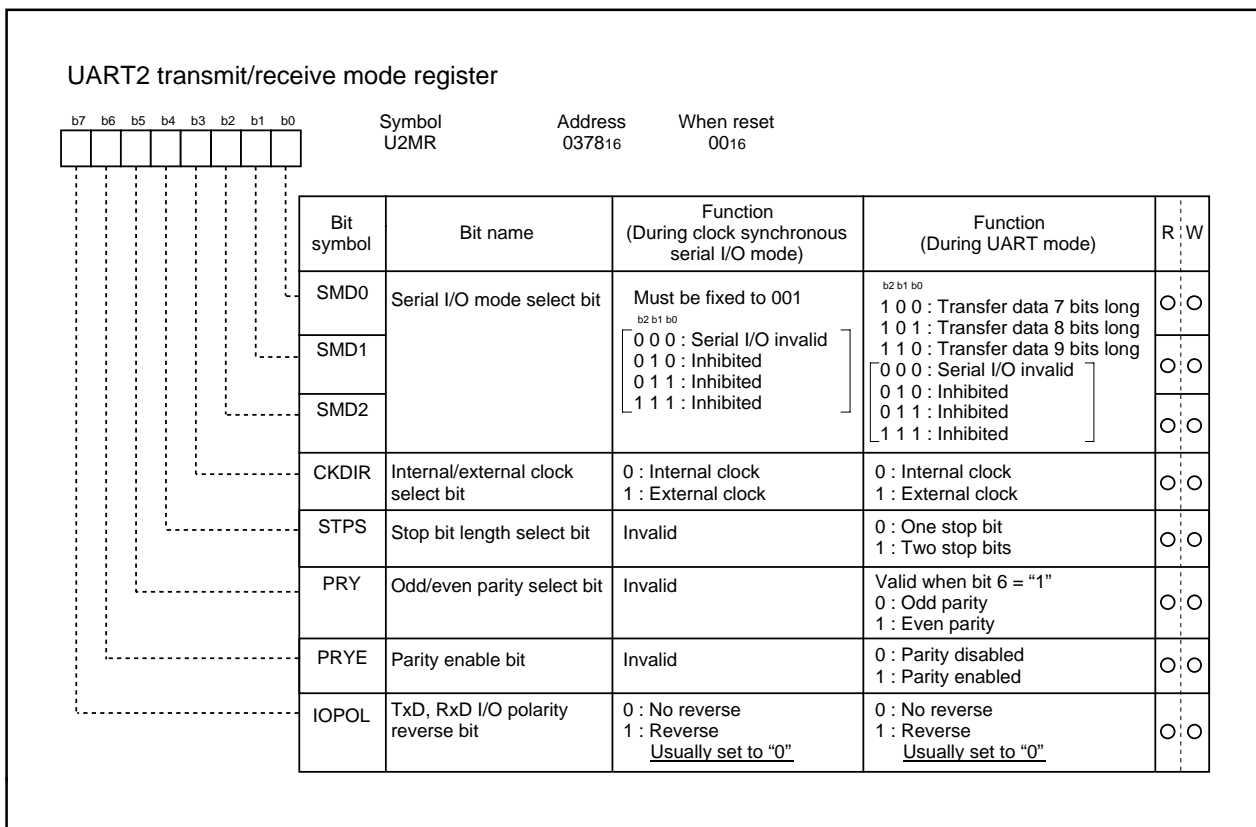 UART2 transmit/receive mode register
b7 b6 b5 b4 b3 b2 b1 b0
Symbol Address When reset
U2MR 037816 0016
Bit symbol Bit name Function (During clock synchronous serial I/O mode) Function (During UART mode) R W
SMD0
SMD1
SMD2
Serial I/O mode select bit
Must be fixed to 001
b2 b1 b0
0 0 0 : Serial I/O invalid
0 1 0 : Inhibited
0 1 1 : Inhibited
1 1 1 : Inhibited
b2 b1 b0
1 0 0 : Transfer data 7 bits long
1 0 1 : Transfer data 8 bits long
1 1 0 : Transfer data 9 bits long
0 0 0 : Serial I/O invalid
0 1 0 : Inhibited
0 1 1 : Inhibited
1 1 1 : Inhibited
CKDIR
Internal/external clock
select bit
0 : Internal clock
1 : External clock
0 : Internal clock
1 : External clock
STPS
Stop bit length select bit
Invalid
0 : One stop bit
1 : Two stop bits
PRY
Odd/even parity select bit
Invalid
Valid when bit 6 = “1”
0 : Odd parity
1 : Even parity
PRYE
Parity enable bit
Invalid
0 : Parity disabled
1 : Parity enabled
IOPOL
TxD, RxD I/O polarity
reverse bit
0 : No reverse
1 : Reverse
Usually set to “0”
0 : No reverse
1 : Reverse
Usually set to “0”